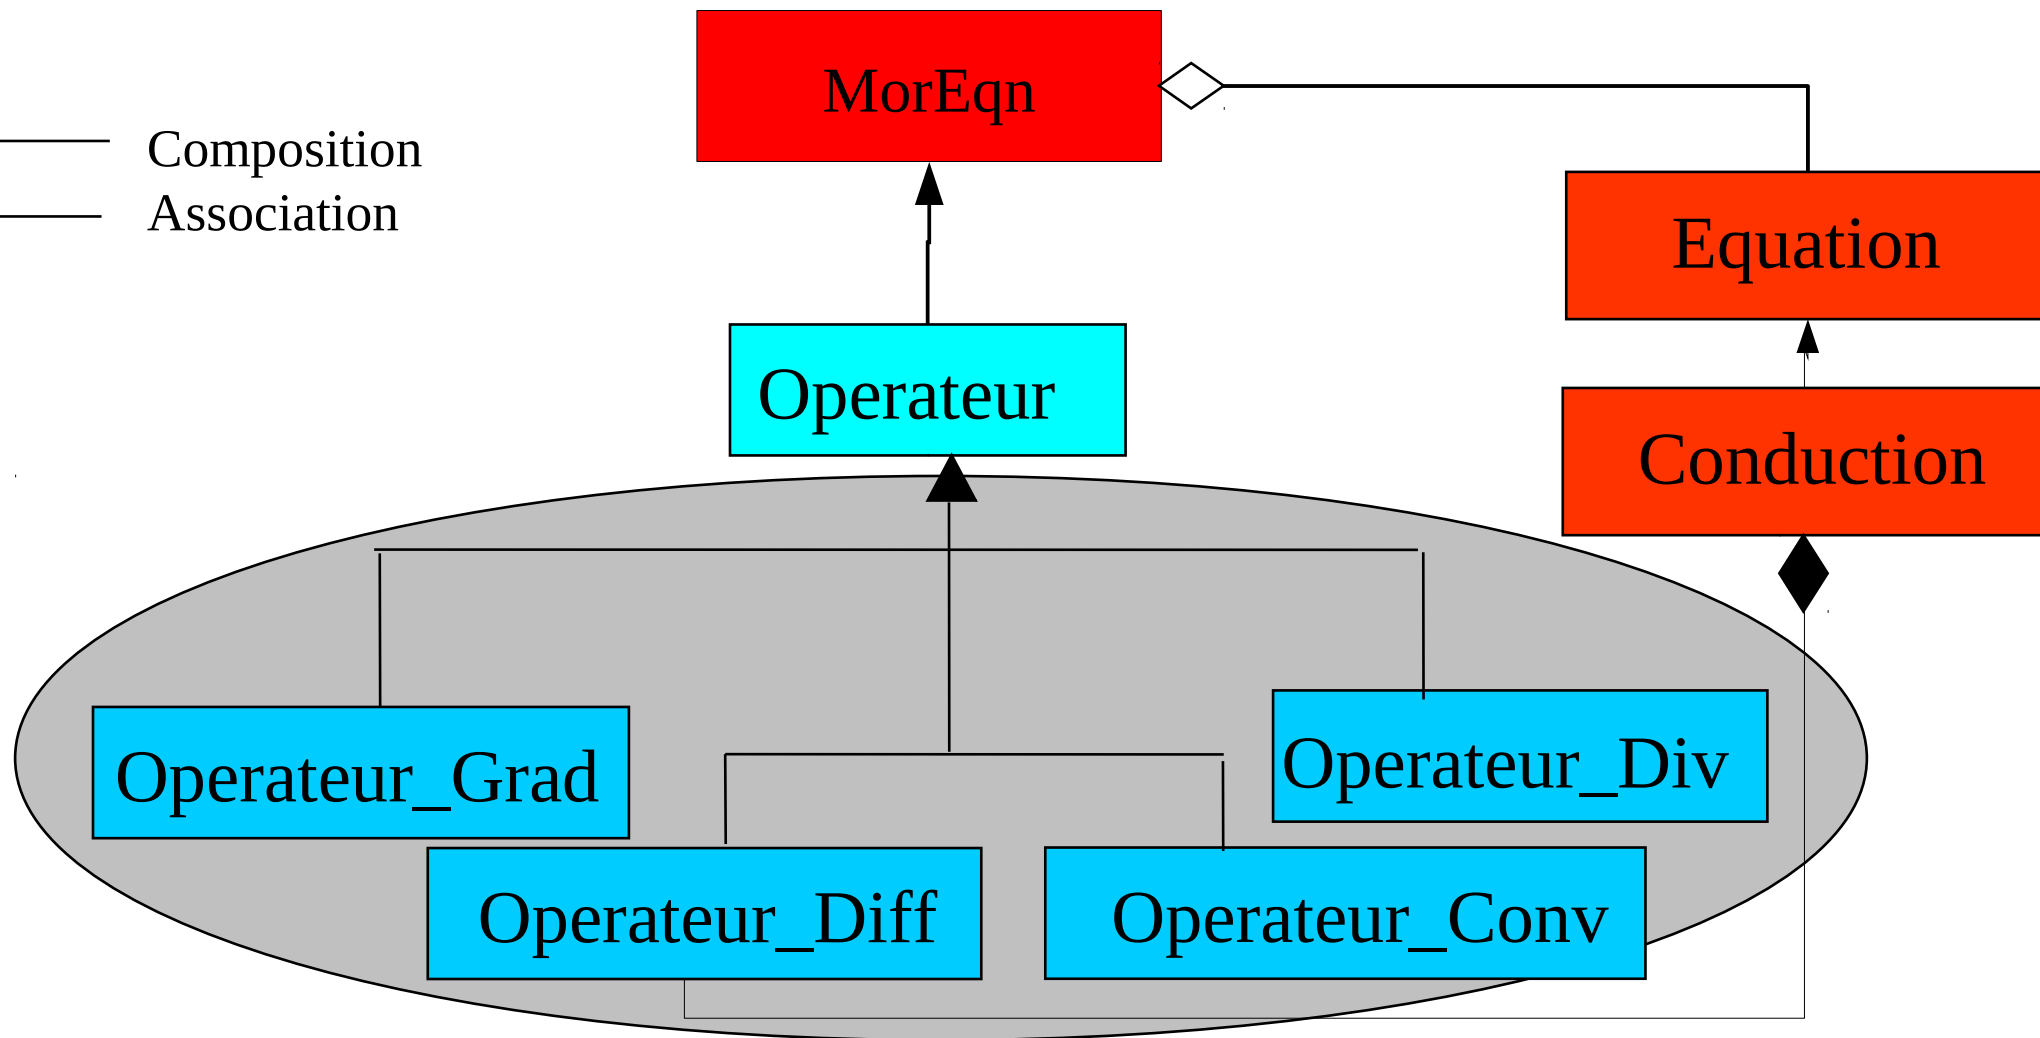 MorEqn
Composition
Association
Equation
Operateur
Conduction
Operateur_Grad
Operateur_Div
Operateur_Diff
Operateur_Conv